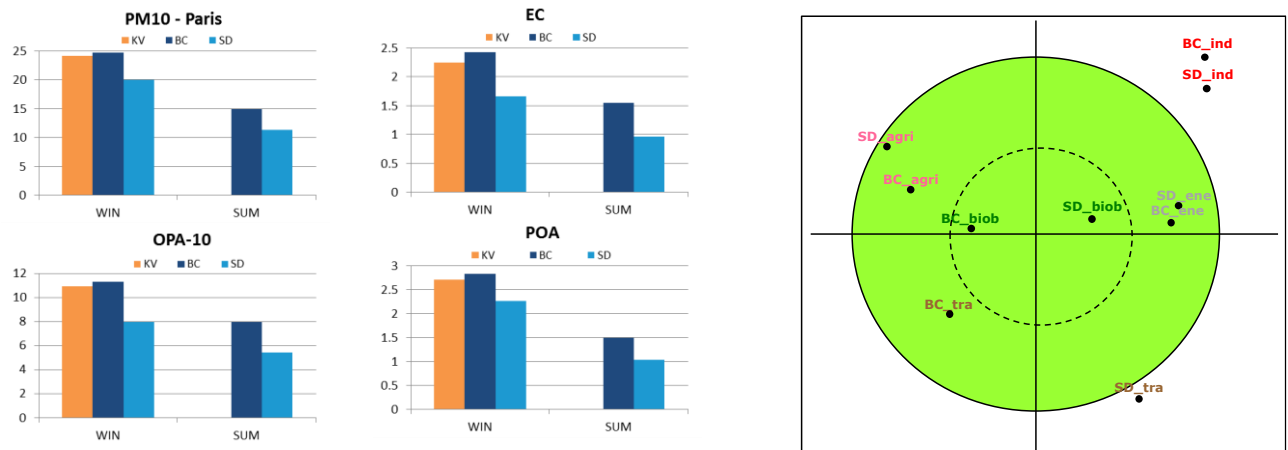 PM10 - Paris
KV BC SD
25
20
15
10
5
0
WIN SUM
EC
KV BC SD
2.5
2
1.5
1
0.5
0
WIN SUM
OPA-10
KV BC SD
12
10
8
6
4
2
0
WIN SUM
POA
KV BC SD
3
2.5
2
1.5
1
0.5
0
WIN SUM
BC_ind
SD_ind
SD_agri
BC_agri
SD_ene
BC_ene
SD_biob
BC_biob
BC_tra
SD_tra